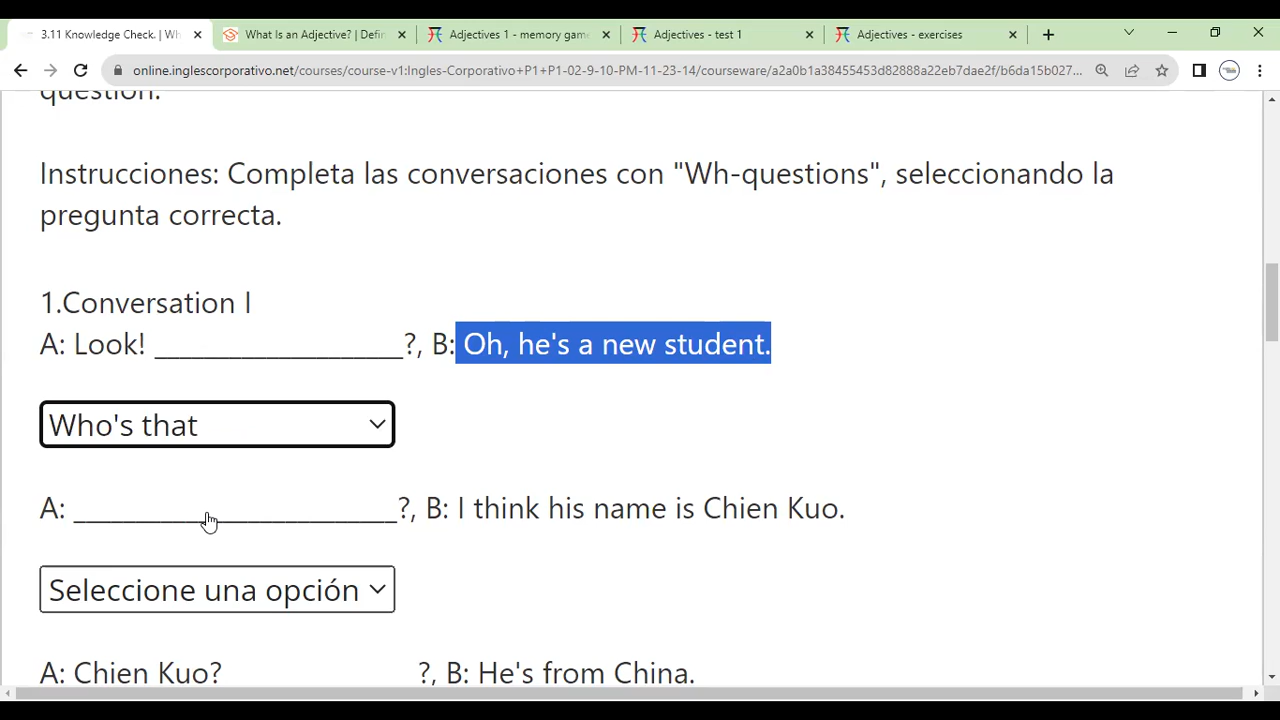 3.11 Knowledge Check. | Wh
What Is an Adjective? | Defin
Adjectives 1 - memory game
Adjectives - test 1
Adjectives - exercises
online.inglescorporativo.net/courses/course-v1:Ingles-Corporativo+P1+P1-02-9-10-PM-11-23-14/courseware/a2a0b1a38455453d82888a22eb7dae2f/b6da15b027...
question.
Instrucciones: Completa las conversaciones con "Wh-questions", seleccionando la
pregunta correcta.
1.Conversation I
A: Look! ____________________?, B: Oh, he's a new student.
Who's that
A: __________________________?, B: I think his name is Chien Kuo.
Seleccione una opción
A: Chien Kuo? ________________?, B: He's from China.